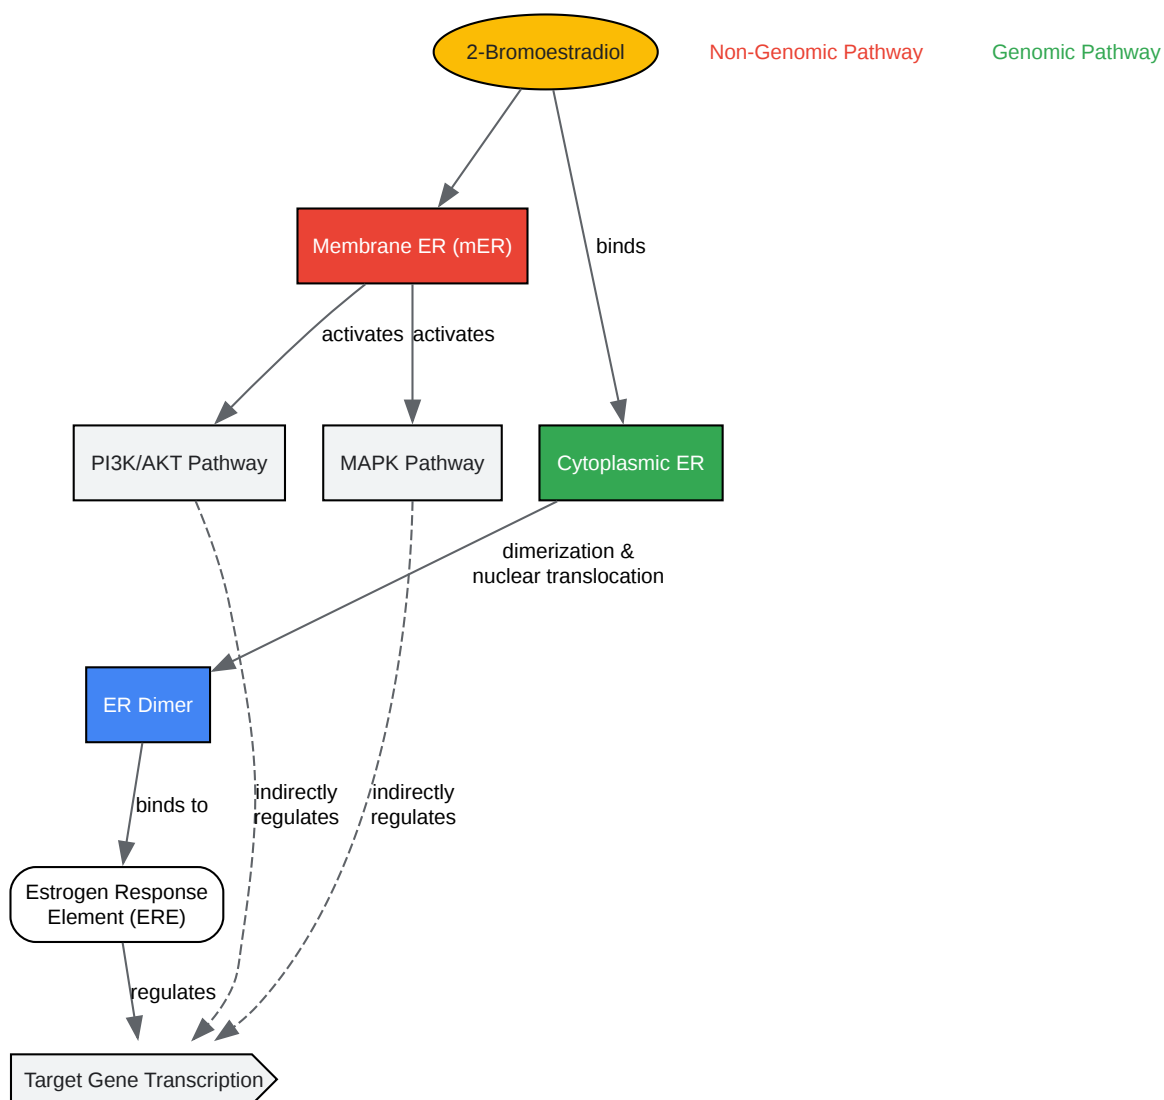 2-Bromoestradiol
Non-Genomic Pathway
Genomic Pathway
Membrane ER (mER)
binds
activates
activates
PI3K/AKT Pathway
MAPK Pathway
Cytoplasmic ER
dimerization &
nuclear translocation
ER Dimer
binds to
indirectly
regulates
indirectly
regulates
Estrogen Response
Element (ERE)
regulates
Target Gene Transcription